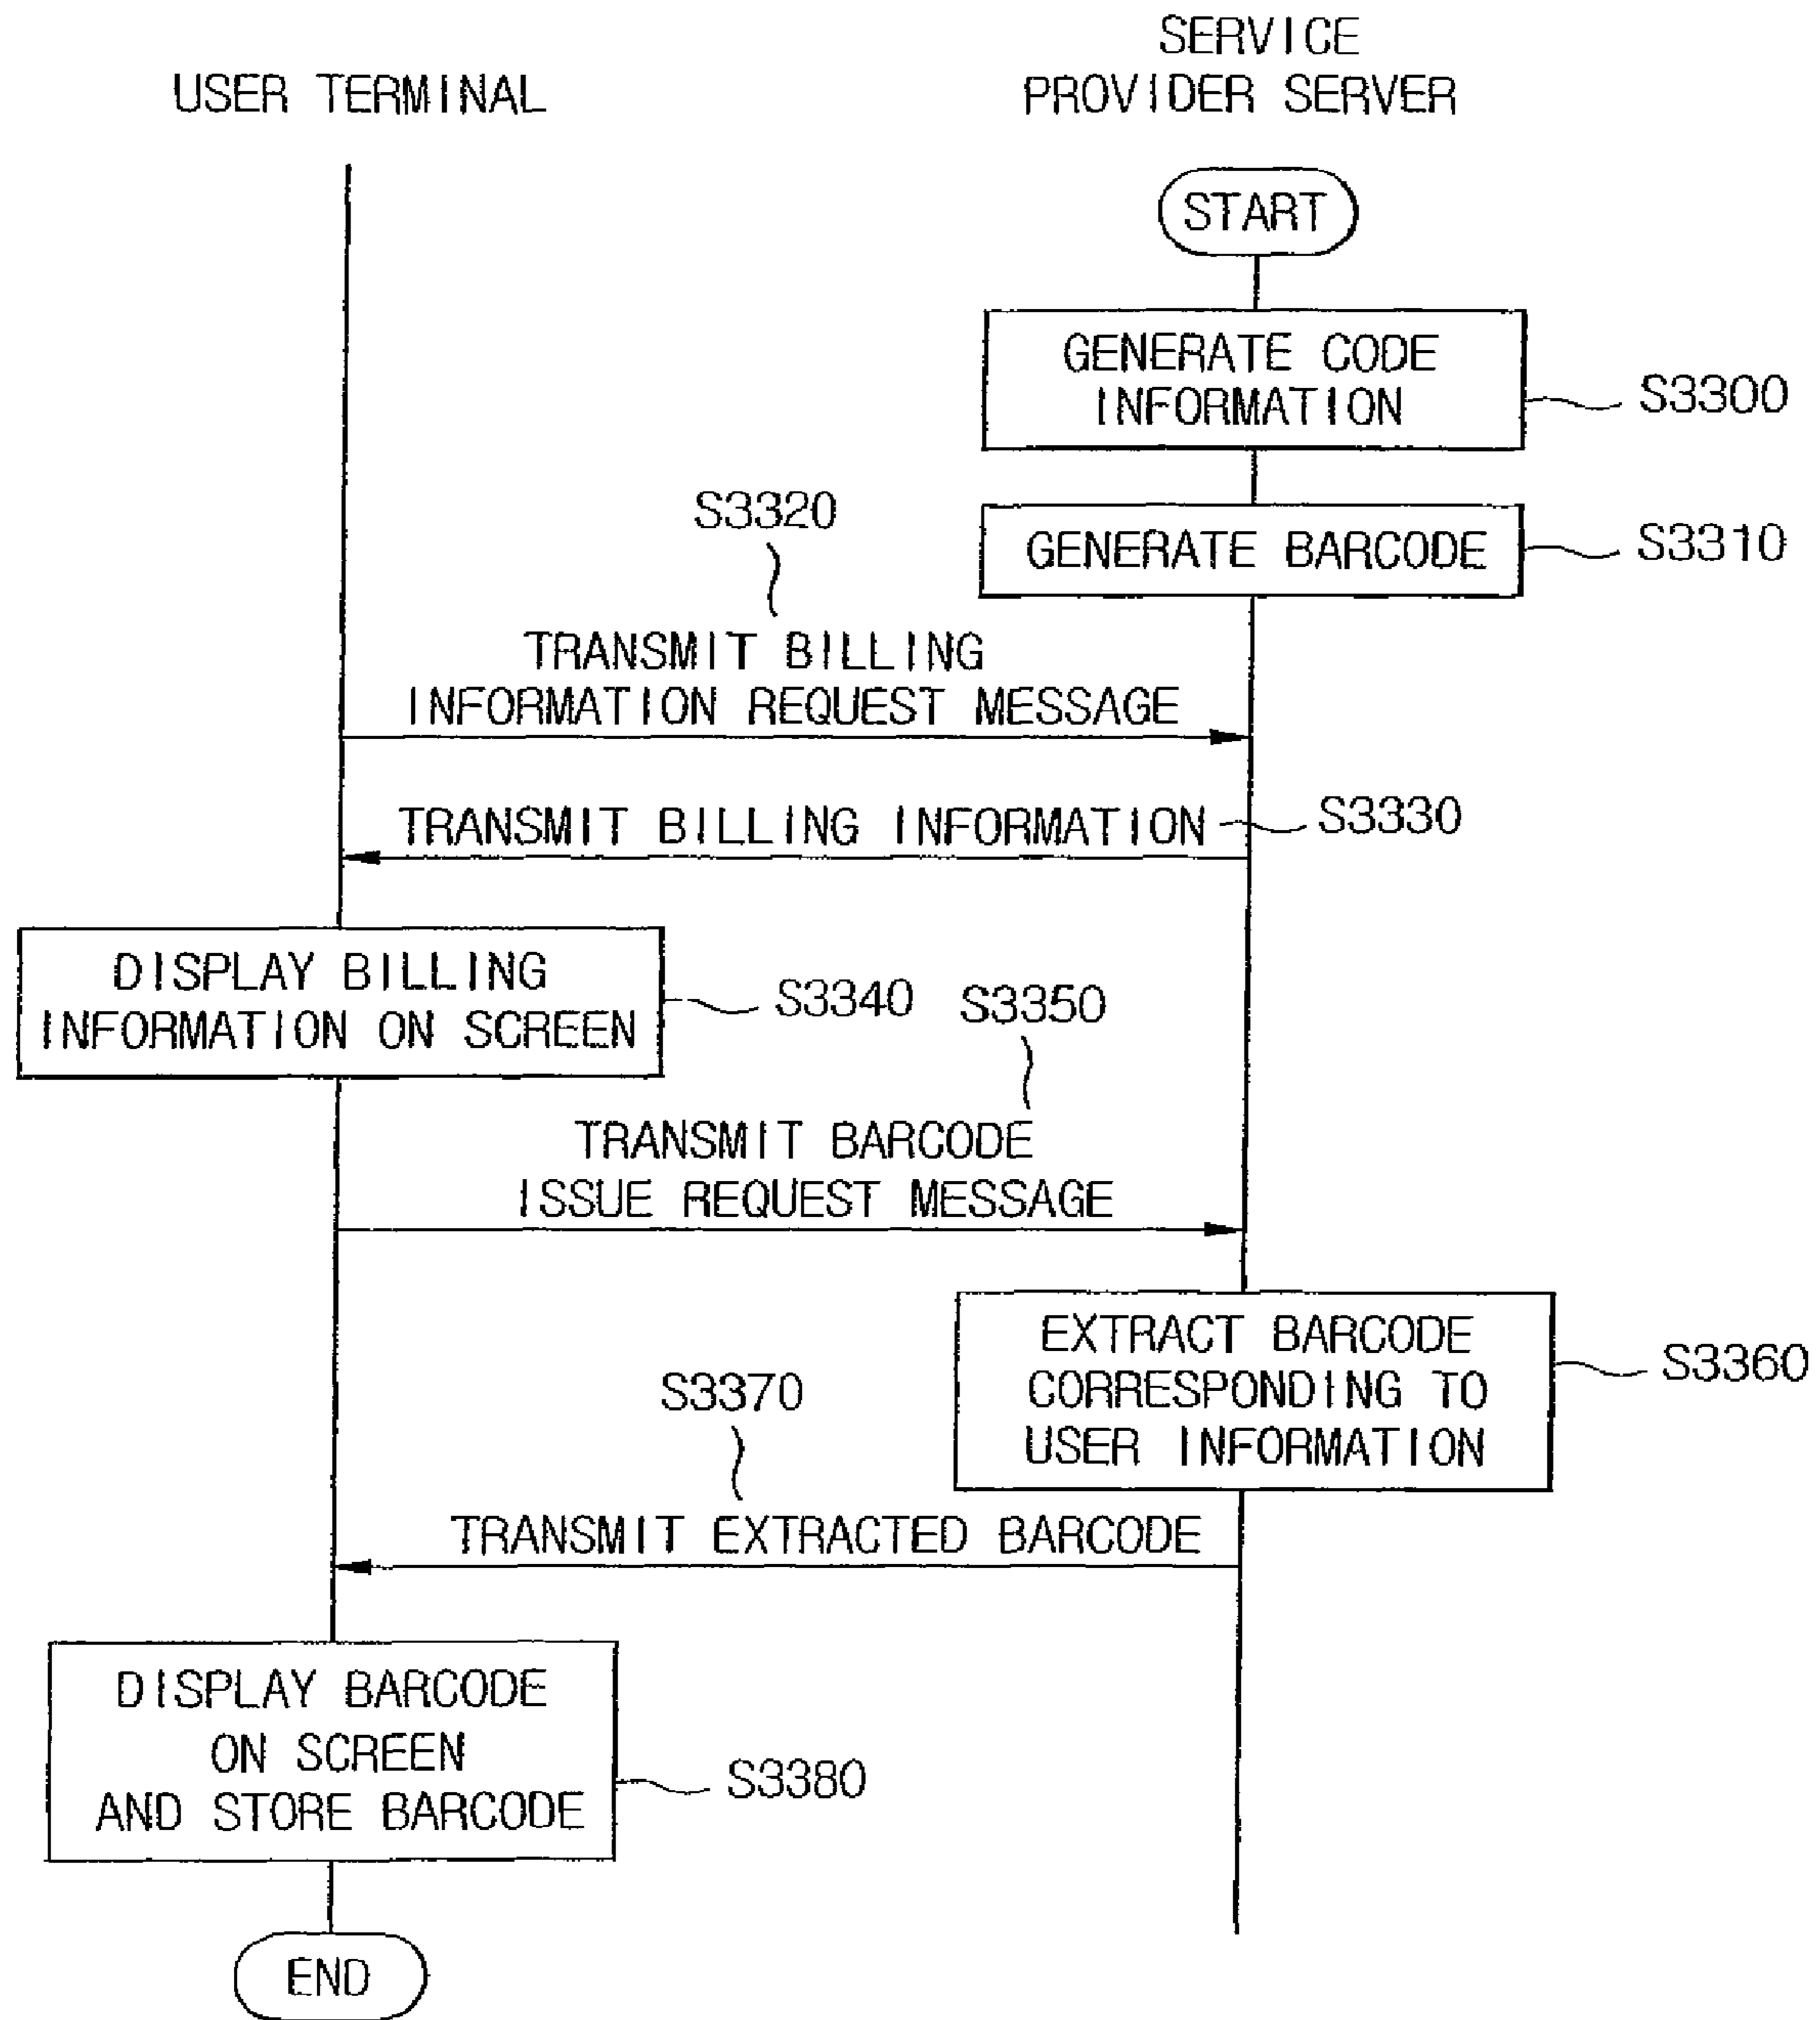 USER TERMINAL
SERVICE
PROVIDER SERVER
START
GENERATE CODE
INFORMATION
S3300
GENERATE BARCODE
S3310
S3320
TRANSMIT BILLING
INFORMATION REQUEST MESSAGE
TRANSMIT BILLING INFORMATION
S3330
DISPLAY BILLING
INFORMATION ON SCREEN
S3340
S3350
TRANSMIT BARCODE
ISSUE REQUEST MESSAGE
EXTRACT BARCODE
CORRESPONDING TO
USER INFORMATION
S3360
S3370
TRANSMIT EXTRACTED BARCODE
DISPLAY BARCODE
ON SCREEN
AND STORE BARCODE
S3380
END